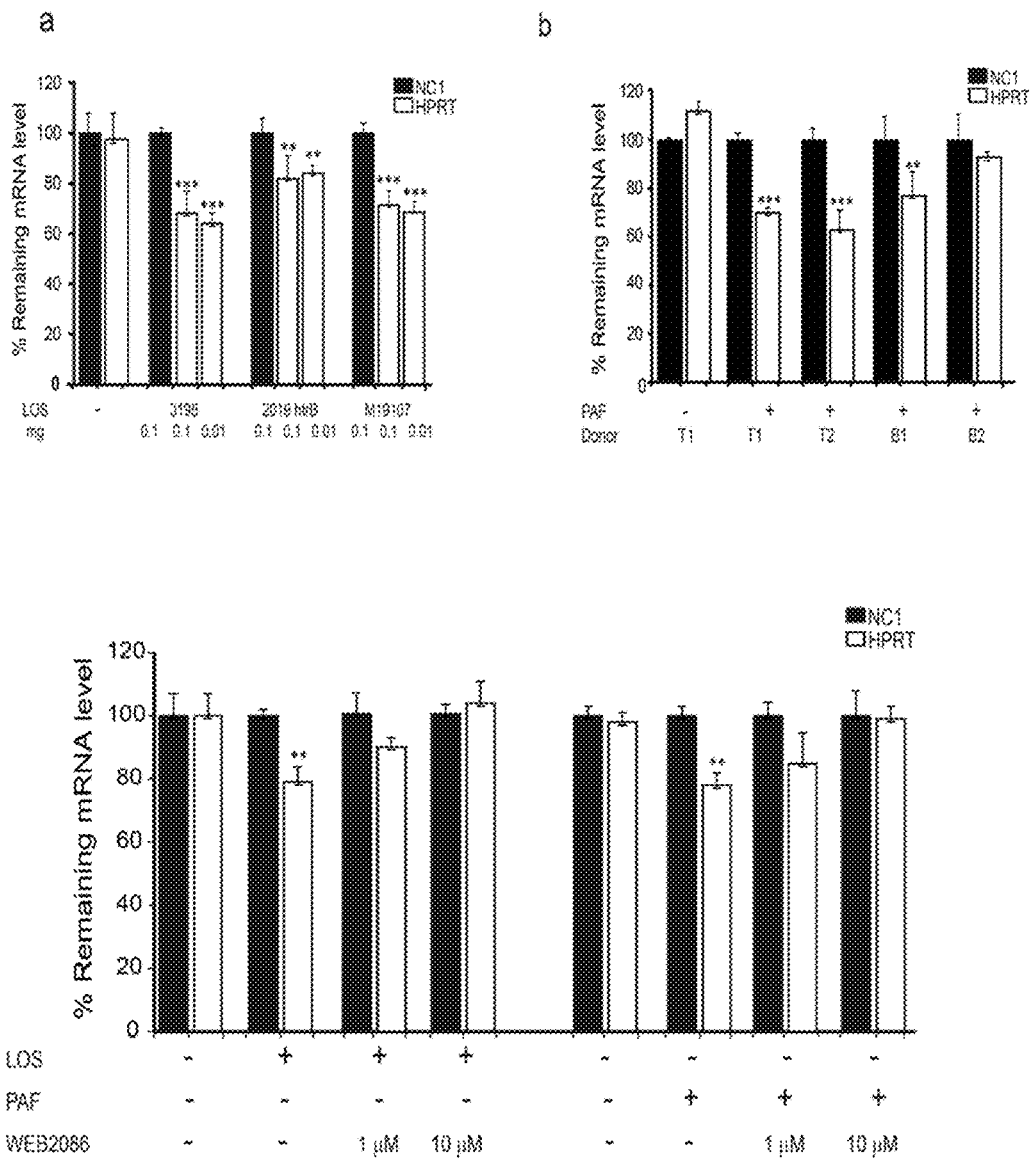 a
b
NC1
HPRT
% Remaining mRNA level
120
100
80
60
40
20
0
** **
*** ***
*** ***
LOS - 3198 2019 M19107
mg 0.1 0.1 0.01 0.1 0.1 0.01 0.1 0.1 0.01
NC1
HPRT
% Remaining mRNA level
120
100
80
60
40
20
0
*** *** **
PAF - + + + +
Donor T1 T1 T2 B1 B2
NC1
HPRT
% Remaining mRNA level
120
100
80
60
40
20
0
** **
LOS - + + + - - - -
PAF - - - - - + + +
WEB2086 - - 1 µM 10 µM - - 1 µM 10 µM